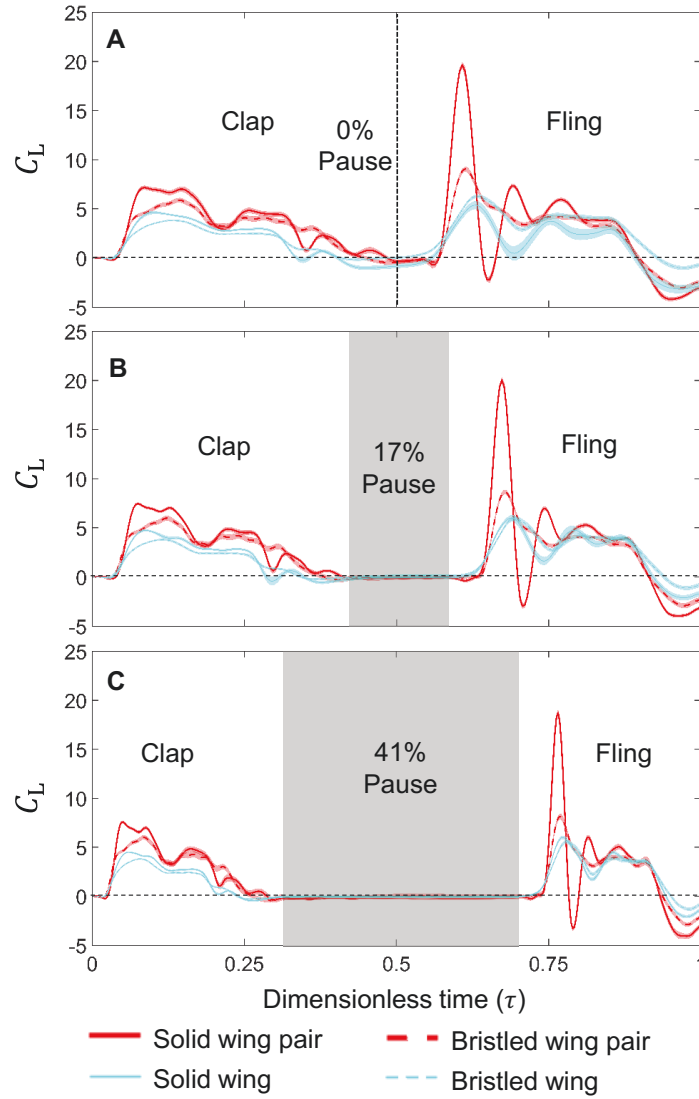 25
A
20
15
Clap
0%
Pause
Fling
C_L
10
5
0
-5
25
B
20
15
Clap
17%
Pause
Fling
C_L
10
5
0
-5
25
C
20
15
Clap
41%
Pause
Fling
C_L
10
5
0
-5
0 0.25 0.5 0.75 1
Dimensionless time (τ)
Solid wing pair Bristled wing pair
Solid wing Bristled wing